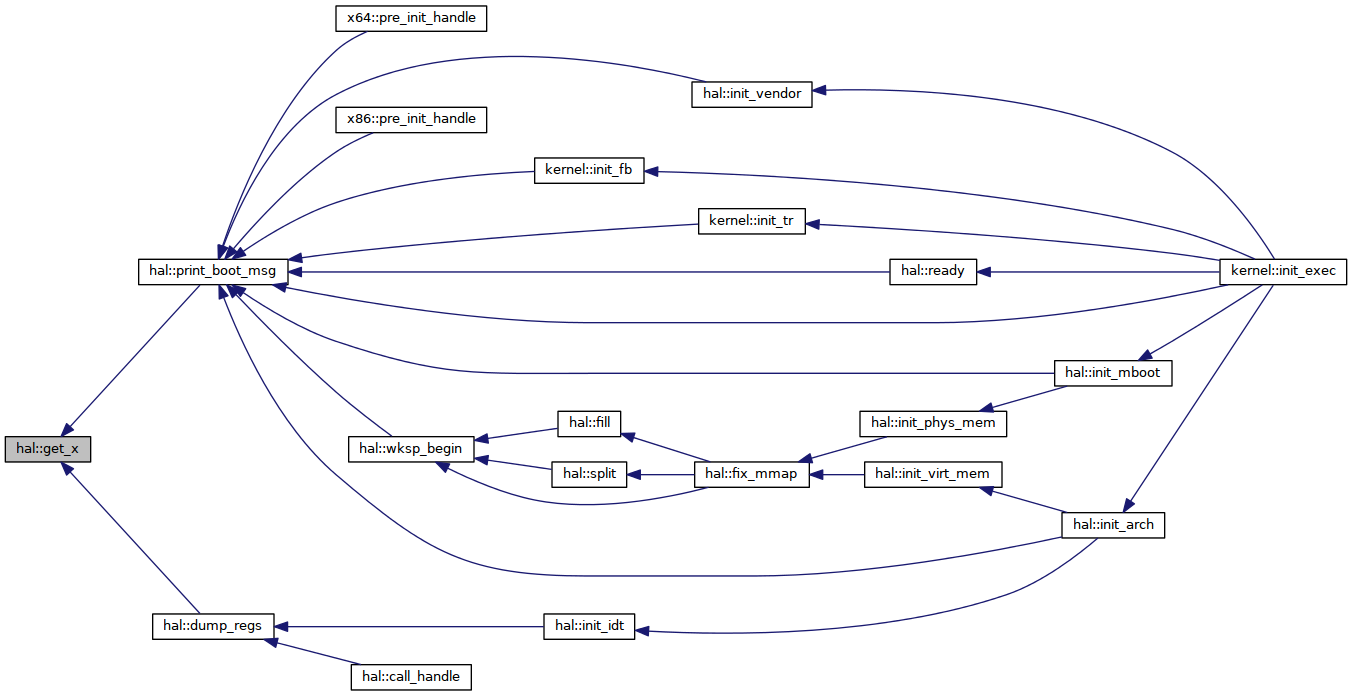 x64::pre_init_handle
hal::init_vendor
x86::pre_init_handle
kernel::init_fb
kernel::init_tr
hal::print_boot_msg
hal::ready
kernel::init_exec
hal::init_mboot
hal::fill
hal::init_phys_mem
hal::get_x
hal::wksp_begin
hal::split
hal::fix_mmap
hal::init_virt_mem
hal::init_arch
hal::dump_regs
hal::init_idt
hal::call_handle